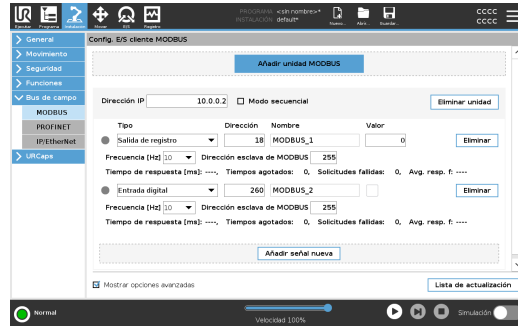 Ejecutar Programa Instalación Mover E/S Registro
PROGRAMA <sin nombre>*
INSTALACIÓN default*
Nuevo... Abrir... Guardar...
CCCC
CCCC
General
Config. E/S cliente MODBUS
Movimiento
Seguridad
Funciones
Bus de campo
MODBUS
PROFINET
IP/EtherNet
URCaps
Añadir unidad MODBUS
Dirección IP 10.0.0.2 Modo secuencial Eliminar unidad
Tipo Dirección Nombre Valor
Salida de registro 18 MODBUS_1 0 Eliminar
Frecuencia [Hz] 10 Dirección esclava de MODBUS 255
Tiempo de respuesta [ms]: ----, Tiempos agotados: 0, Solicitudes fallidas: 0, Avg. resp. f: ----
Entrada digital 260 MODBUS_2 Eliminar
Frecuencia [Hz] 10 Dirección esclava de MODBUS 255
Tiempo de respuesta [ms]: ----, Tiempos agotados: 0, Solicitudes fallidas: 0, Avg. resp. f: ----
Añadir señal nueva
Mostrar opciones avanzadas
Lista de actualización
Normal
Velocidad 100%
Simulación